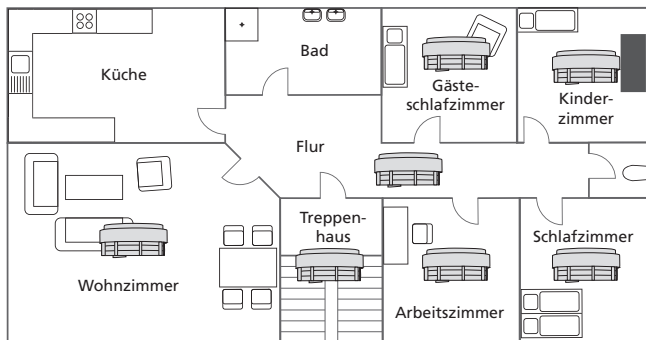 Küche
Bad
Gäste-
schlafzimmer
Kinder-
zimmer
Flur
Treppen-
haus
Schlafzimmer
Wohnzimmer
Arbeitszimmer